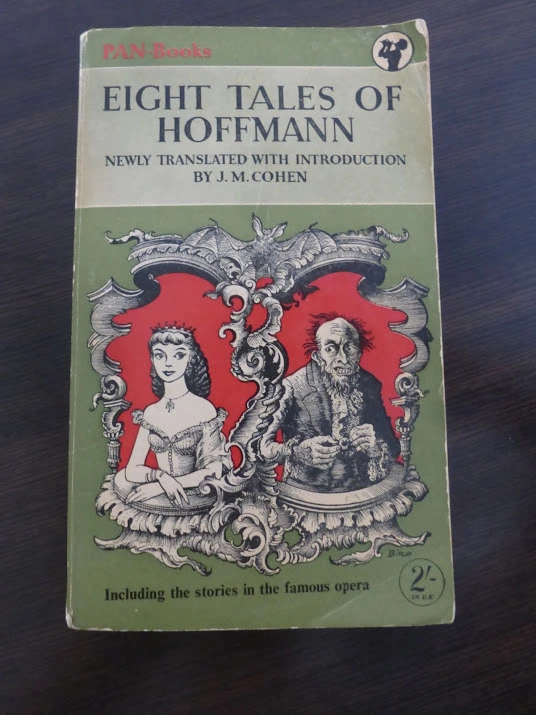 PAN-Books
EIGHT TALES OF
HOFFMANN
NEWLY TRANSLATED WITH INTRODUCTION
BY J. M. COHEN
Biro
Including the stories in the famous opera
2/-
IN U.K.